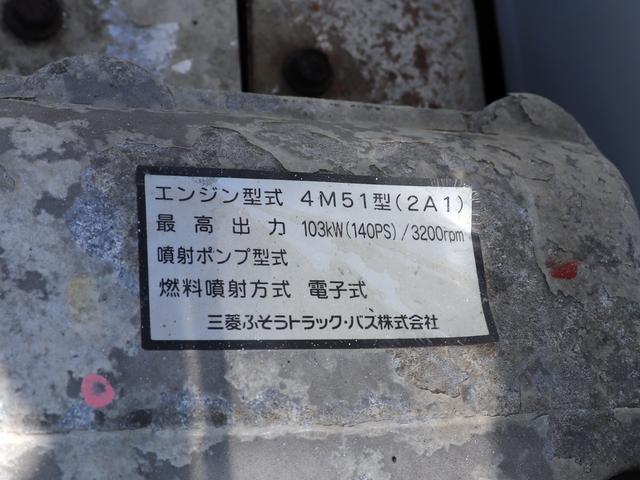 エンジン型式 4M51型(2A1)
最高出力 103kW(140PS)/3200rpm
噴射ポンプ型式
燃料噴射方式 電子式
三菱ふそうトラック・バス株式会社